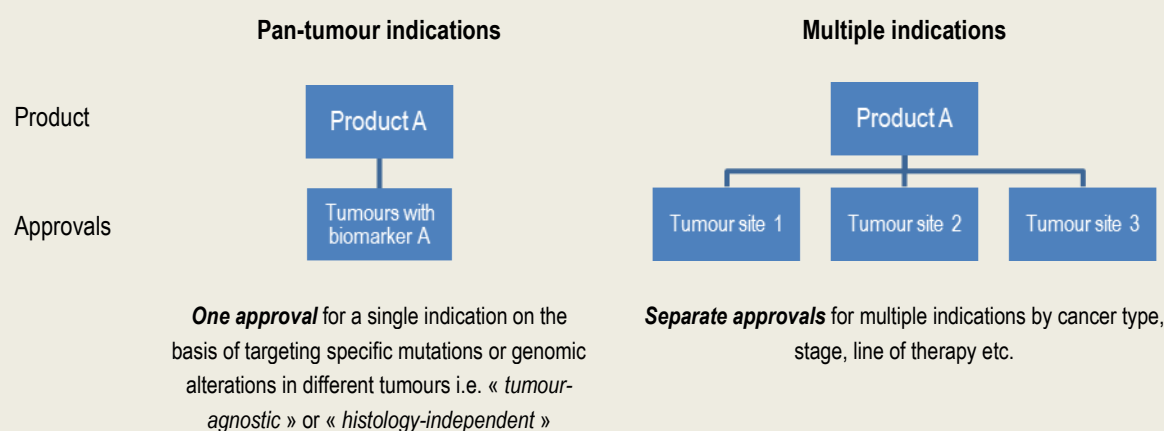 Pan-tumour indications
Multiple indications
Product
Product A
Product A
Approvals
Tumours with
biomarker A
Tumour site 1
Tumour site 2
Tumour site 3
One approval for a single indication on the
basis of targeting specific mutations or genomic
alterations in different tumours i.e. « tumour-
agnostic » or « histology-independent »
Separate approvals for multiple indications by cancer type,
stage, line of therapy etc.